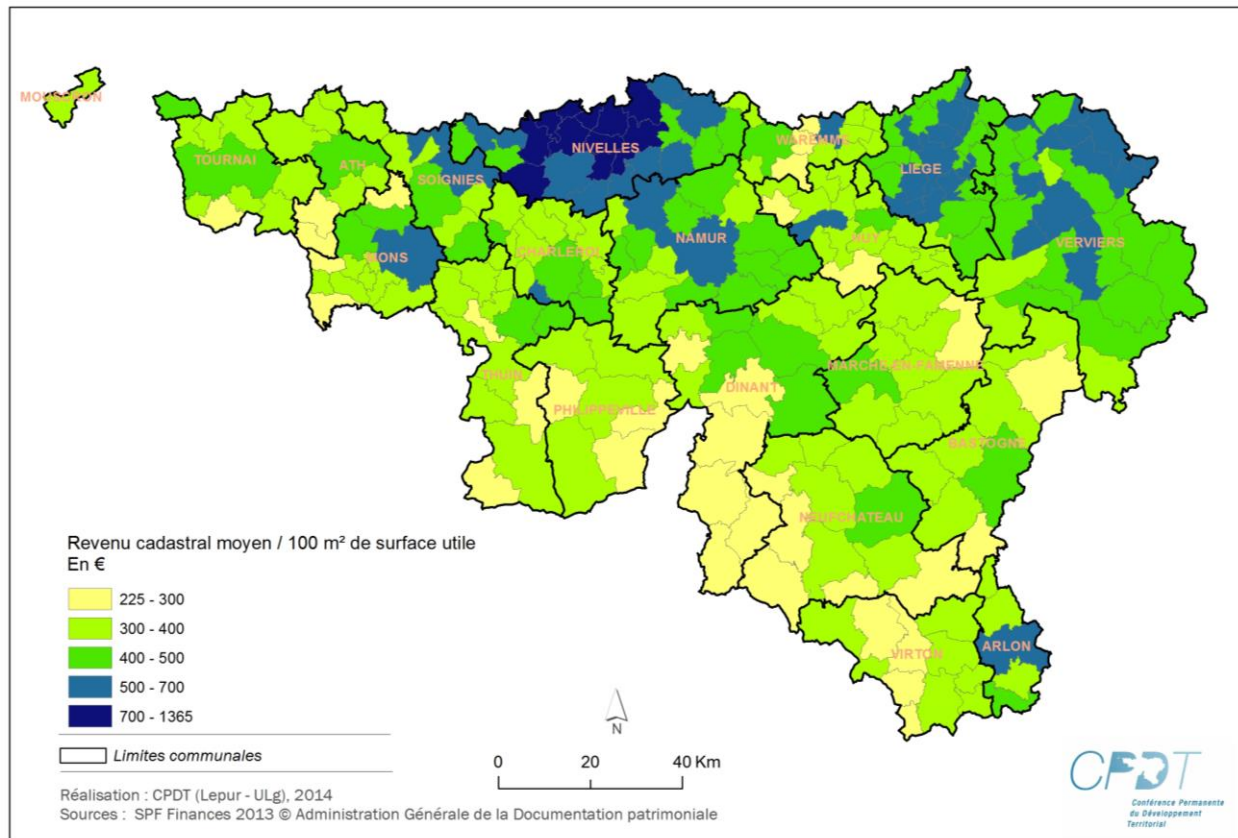 MOUSCRON
TOURNAI
ATH
SOIGNIES
NIVELLES
WAREMME
LIEGE
MONS
CHARLEROI
NAMUR
HUY
VERVIERS
THUIN
PHILIPPEVILLE
DINANT
MARCHE-EN-FAMENNE
BASTOGNE
NEUFCHATEAU
VIRTON
ARLON
Revenu cadastral moyen / 100 m² de surface utile
En €
225 - 300
300 - 400
400 - 500
500 - 700
700 - 1365
Limites communales
N
0 20 40 Km
Réalisation : CPDT (Lepur - ULg), 2014
Sources : SPF Finances 2013 © Administration Générale de la Documentation patrimoniale
CPDT
Conférence Permanente
du Développement
Territorial